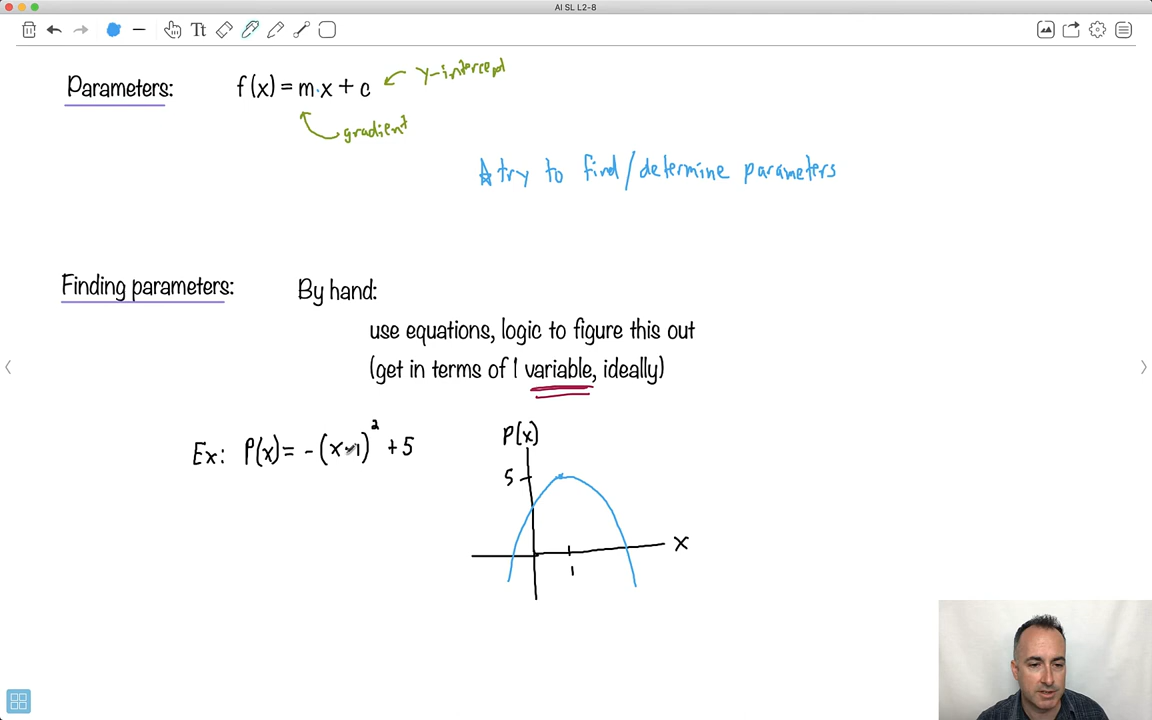 AI SL L2-8
Tt
Parameters: f(x) = m·x + c
y-intercept
gradient
☆ try to find/determine parameters
Finding parameters: By hand:
use equations, logic to figure this out
(get in terms of 1 variable, ideally)
Ex: P(x) = -(x-1)² + 5
P(x)
5
x
1